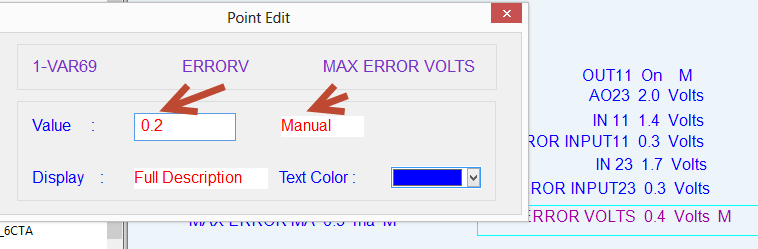 Point Edit
1-VAR69 ERRORV MAX ERROR VOLTS
Value : 0.2 Manual
Display : Full Description Text Color :
OUT11 On M
AO23 2.0 Volts
IN 11 1.4 Volts
ROR INPUT11 0.3 Volts
IN 23 1.7 Volts
ROR INPUT23 0.3 Volts
ERROR VOLTS 0.4 Volts M
MAX ERROR MA 0.3 ma M
_6CTA